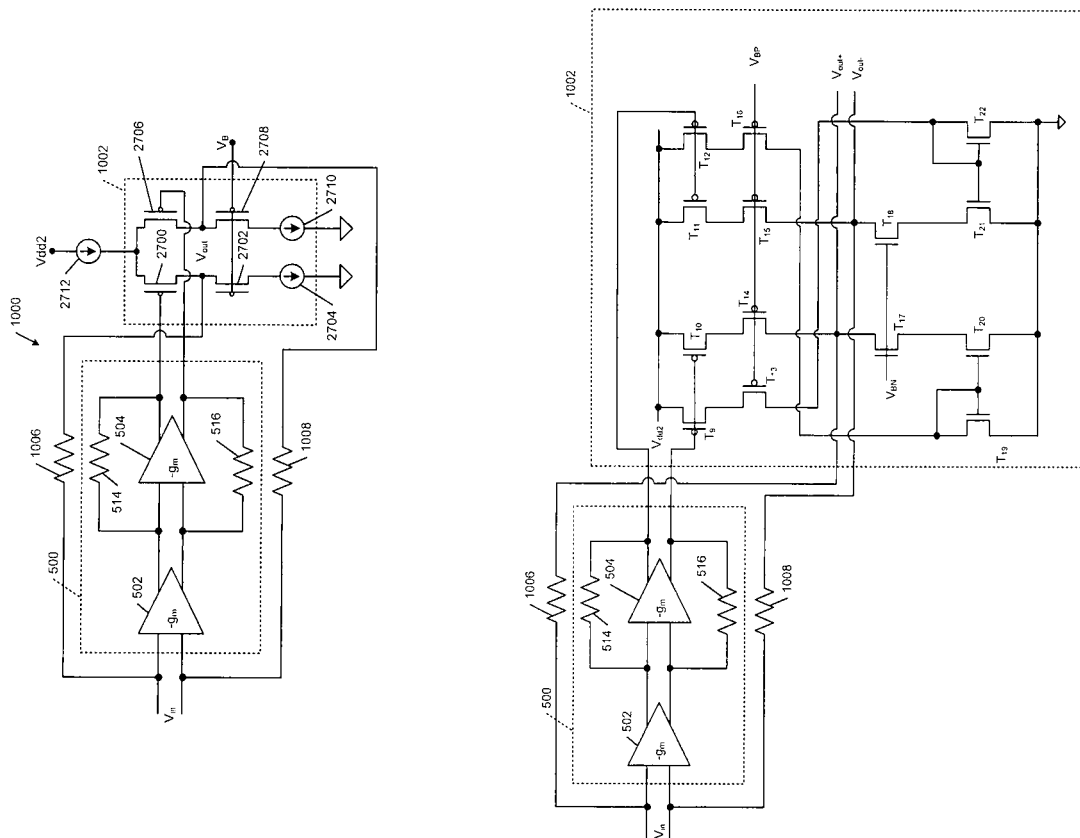 1000
Vdd2
2712
2706
1002
2700
V_B
1006
V_out
2708
500
504
514
-g_m
502
-g_m
2702
2710
2704
516
1008
V_in
1002
V_dd2
T_12
T_16
V_BP
T_11
T_15
T_10
T_14
T_9
T_13
V_out+
V_out-
T_18
T_17
V_BN
T_22
T_21
T_20
T_19
1006
500
504
514
-g_m
502
-g_m
516
1008
V_in